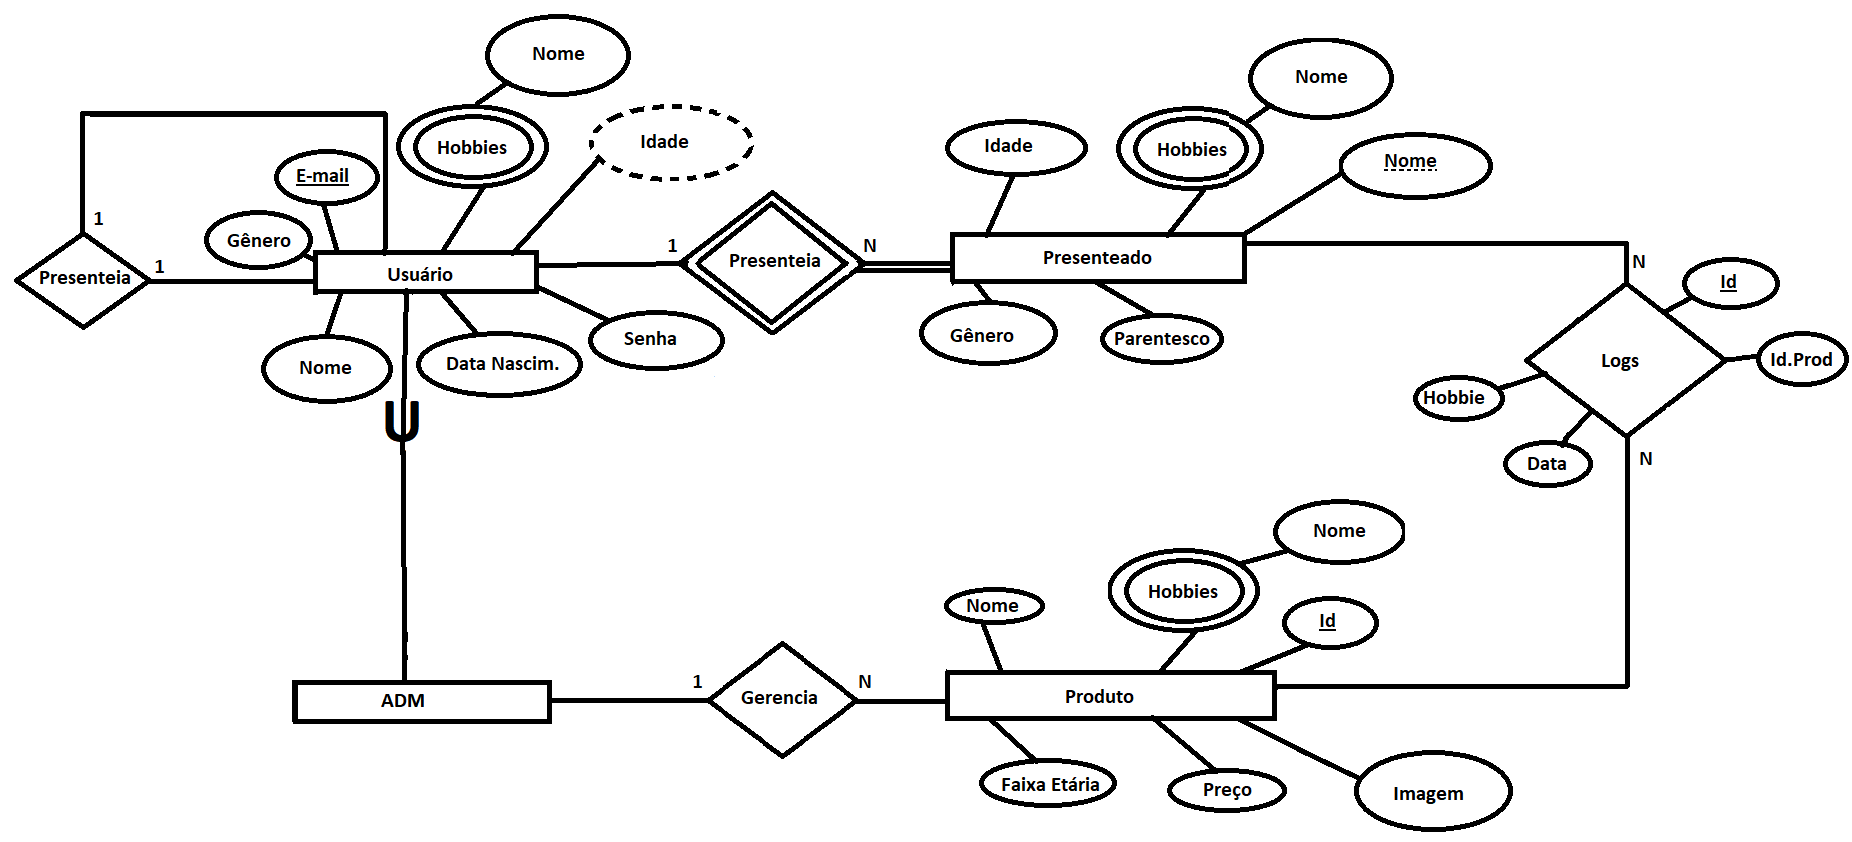 Nome
Nome
Hobbies
Idade
Idade
Hobbies
Nome
E-mail
1
Gênero
1
Presenteia
Usuário
1
Presenteia
N
Presenteado
N
Id
Nome
Data Nascim.
Senha
Gênero
Parentesco
Logs
Id.Prod
Hobbie
Data
N
U
Nome
Nome
Hobbies
Id
ADM
1
Gerencia
N
Produto
Faixa Etária
Preço
Imagem